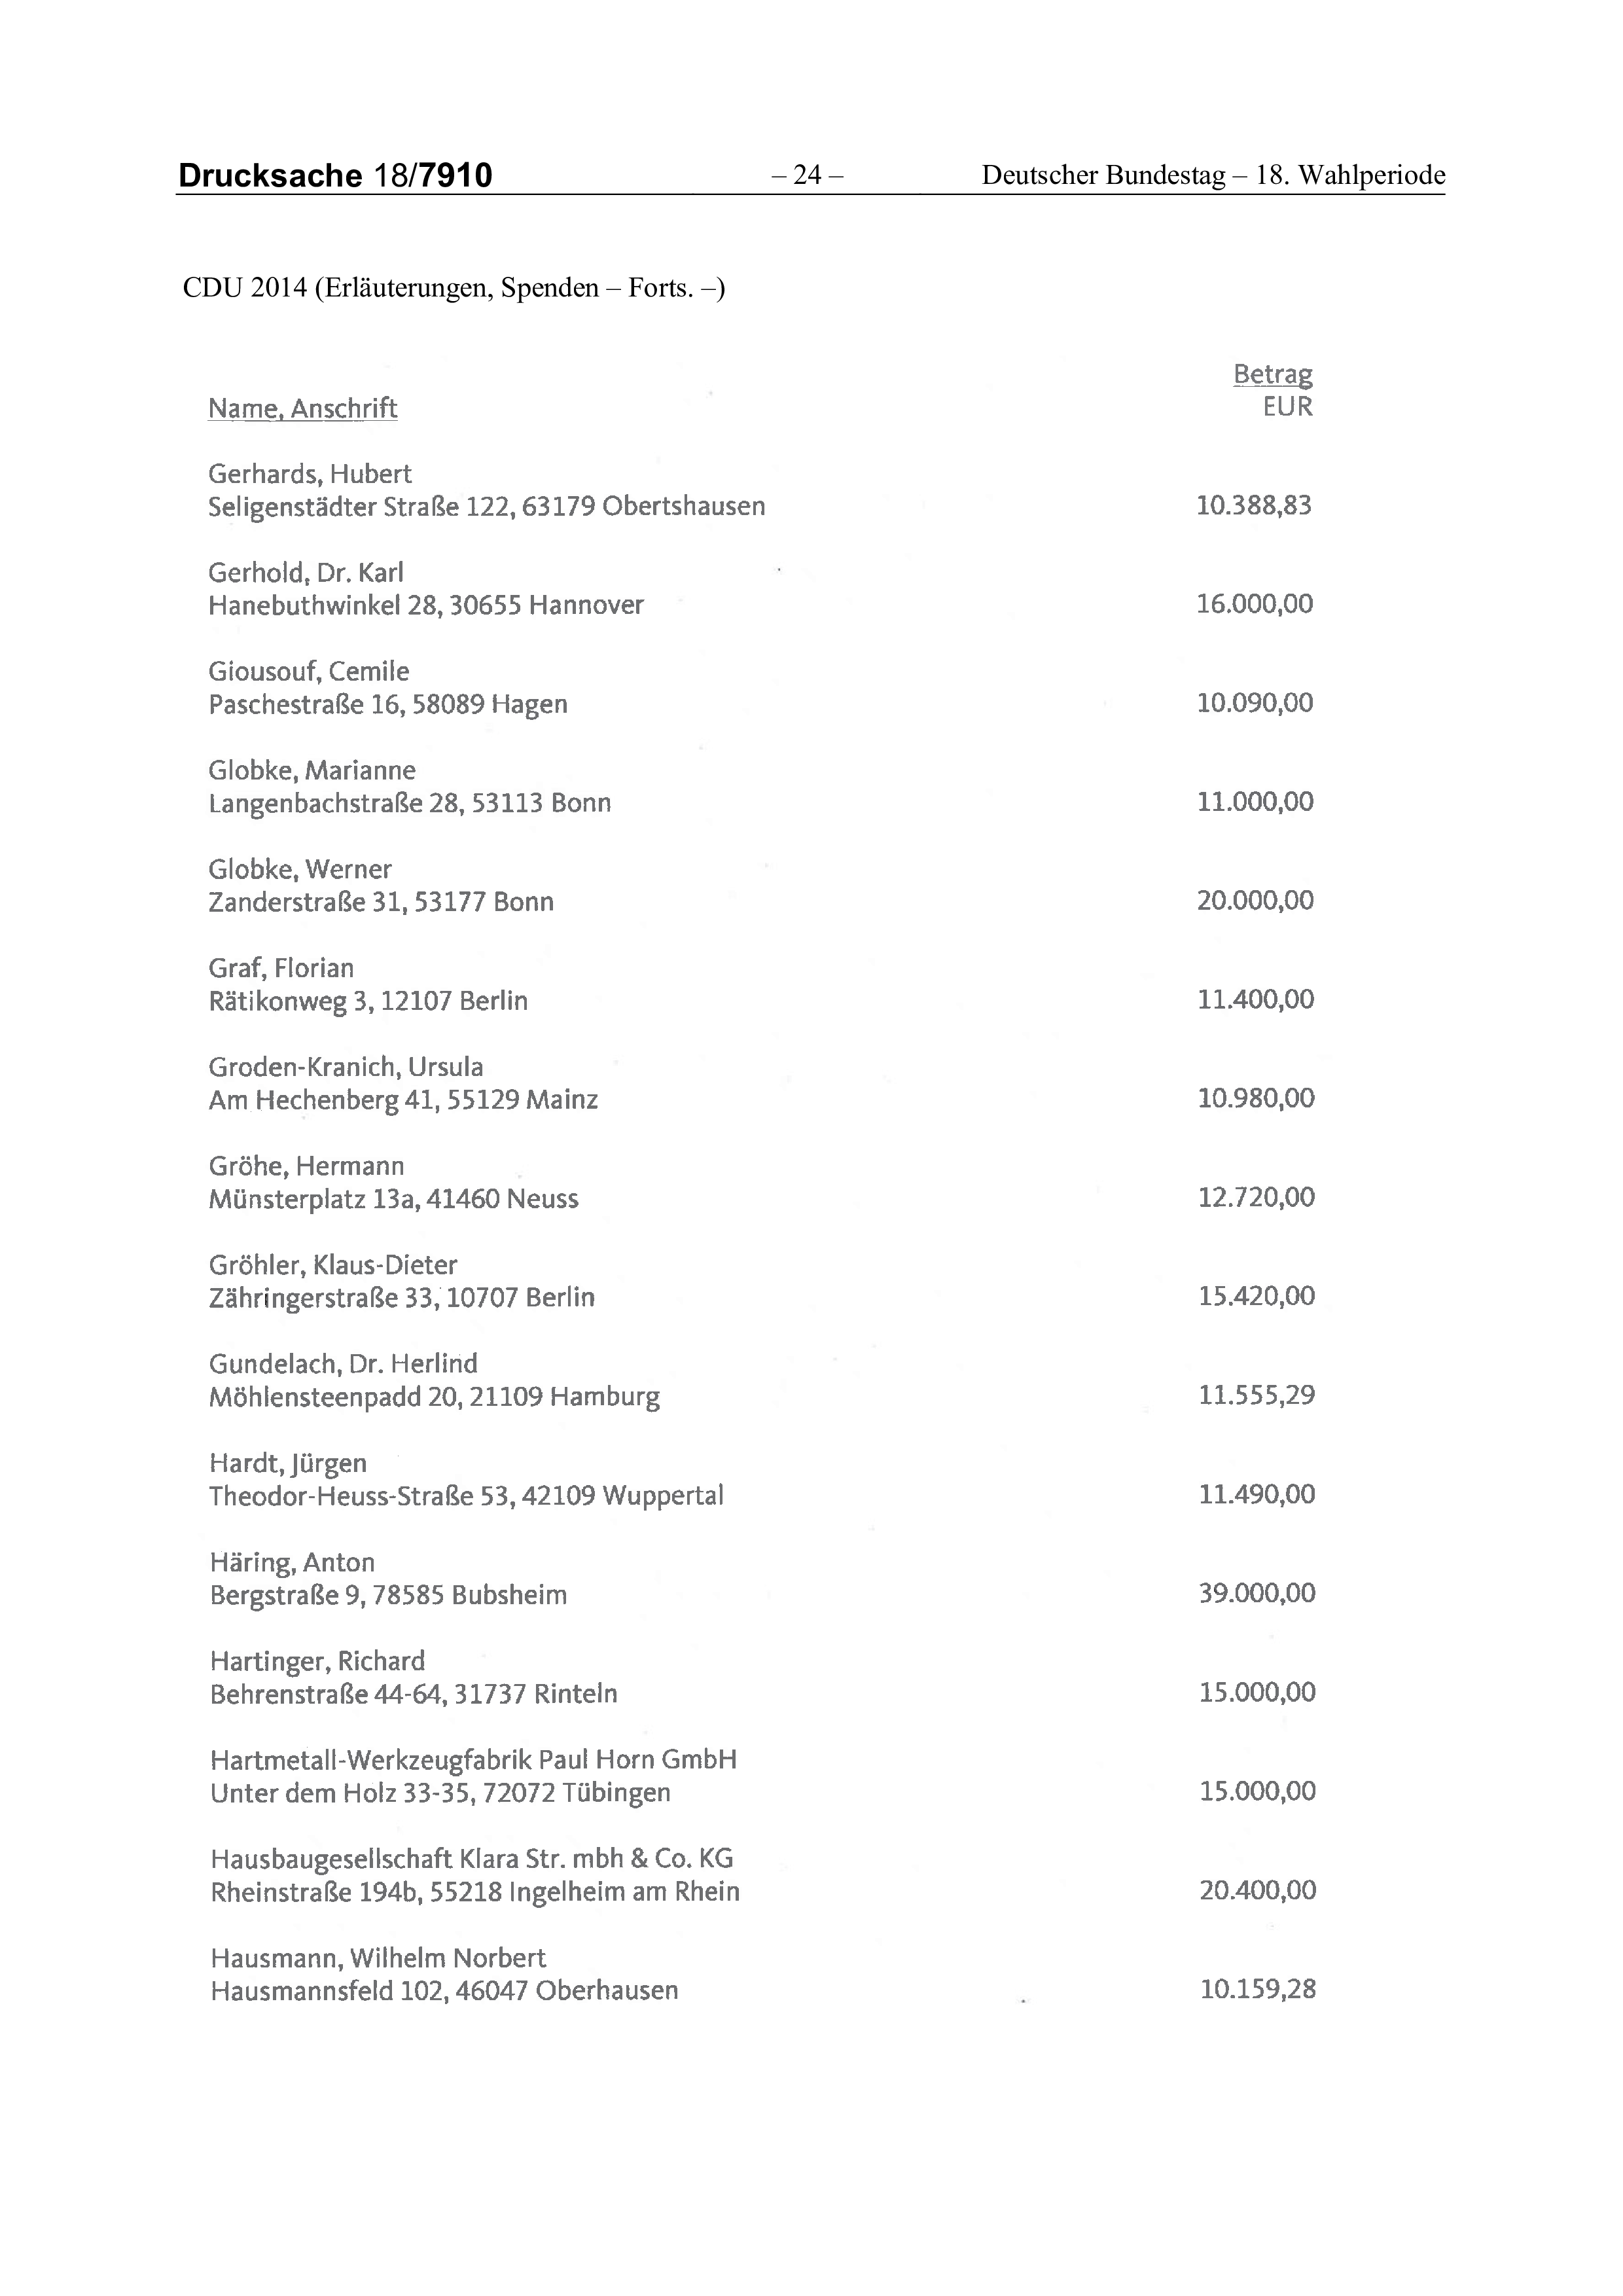 Drucksache 18/7910 – 24 – Deutscher Bundestag – 18. Wahlperiode
CDU 2014 (Erläuterungen, Spenden – Forts. –)
Betrag
Name, Anschrift EUR
Gerhards, Hubert
Seligenstädter Straße 122, 63179 Obertshausen 10.388,83
Gerhold, Dr. Karl
Hanebuthwinkel 28, 30655 Hannover 16.000,00
Giousouf, Cemile
Paschestraße 16, 58089 Hagen 10.090,00
Globke, Marianne
Langenbachstraße 28, 53113 Bonn 11.000,00
Globke, Werner
Zanderstraße 31, 53177 Bonn 20.000,00
Graf, Florian
Rätikonweg 3, 12107 Berlin 11.400,00
Groden-Kranich, Ursula
Am Hechenberg 41, 55129 Mainz 10.980,00
Gröhe, Hermann
Münsterplatz 13a, 41460 Neuss 12.720,00
Gröhler, Klaus-Dieter
Zähringerstraße 33, 10707 Berlin 15.420,00
Gundelach, Dr. Herlind
Möhlensteenpadd 20, 21109 Hamburg 11.555,29
Hardt, Jürgen
Theodor-Heuss-Straße 53, 42109 Wuppertal 11.490,00
Häring, Anton
Bergstraße 9, 78585 Bubsheim 39.000,00
Hartinger, Richard
Behrenstraße 44-64, 31737 Rinteln 15.000,00
Hartmetall-Werkzeugfabrik Paul Horn GmbH
Unter dem Holz 33-35, 72072 Tübingen 15.000,00
Hausbaugesellschaft Klara Str. mbh & Co. KG
Rheinstraße 194b, 55218 Ingelheim am Rhein 20.400,00
Hausmann, Wilhelm Norbert
Hausmannsfeld 102, 46047 Oberhausen 10.159,28